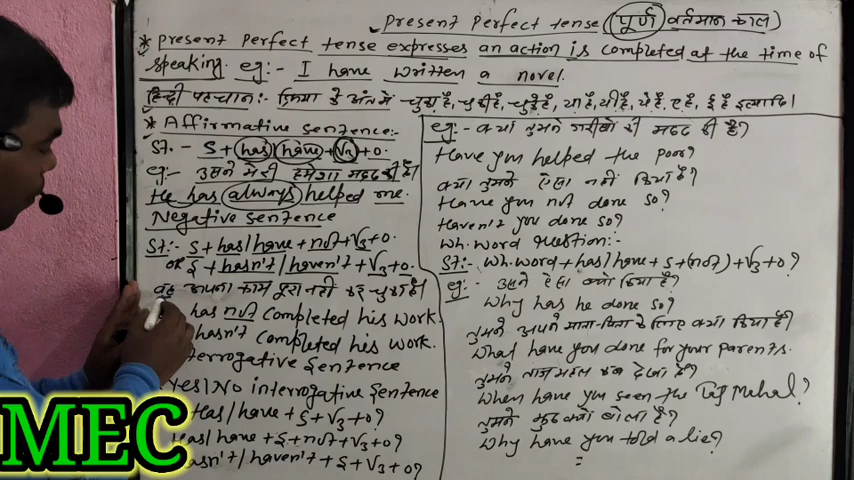 Present Perfect tense (पूर्ण वर्तमान काल)
* Present Perfect tense expresses an action is completed at the time of
speaking. eg:- I have written a novel.
हिन्दी पहचान:- क्रिया के अंत में - चुका है, चुकी है, चुके है, या है, यी है, ये है, ए है, ई है इत्यादि।
* Affirmative sentence:-
St. - S + (has) (have) + V3 + O.
eg:- उसने मेरी हमेशा मदद की है।
He has always helped me.
Negative sentence
St:- S + has/have + not + V3 + O.
or S + hasn't / haven't + V3 + O.
वह अपना काम पूरा नही कर चुका है।
has not completed his work.
hasn't completed his work.
terrogative sentence
Yes/No interrogative Sentence
Has/have + S + V3 + O?
Has/have + S + not + V3 + O?
Hasn't / haven't + S + V3 + O?
eg:- क्या तुमने गरीबो की मदद की है?
Have you helped the poor?
क्या तुमने ऐसा नही किया है?
Have you not done so?
Haven't you done so?
Wh. word question:-
St:- Wh. word + has/have + S + (not) + V3 + O?
eg:- उसने ऐसा क्यो किया है?
Why has he done so?
तुमने अपने माता-पिता के लिए क्या किया है?
What have you done for your parents.
तुमने ताज महल कब देखा है?
When have you seen the Taj Mahal?
तुमने झुठ क्यो बोला है?
Why have you told a lie?
MEC